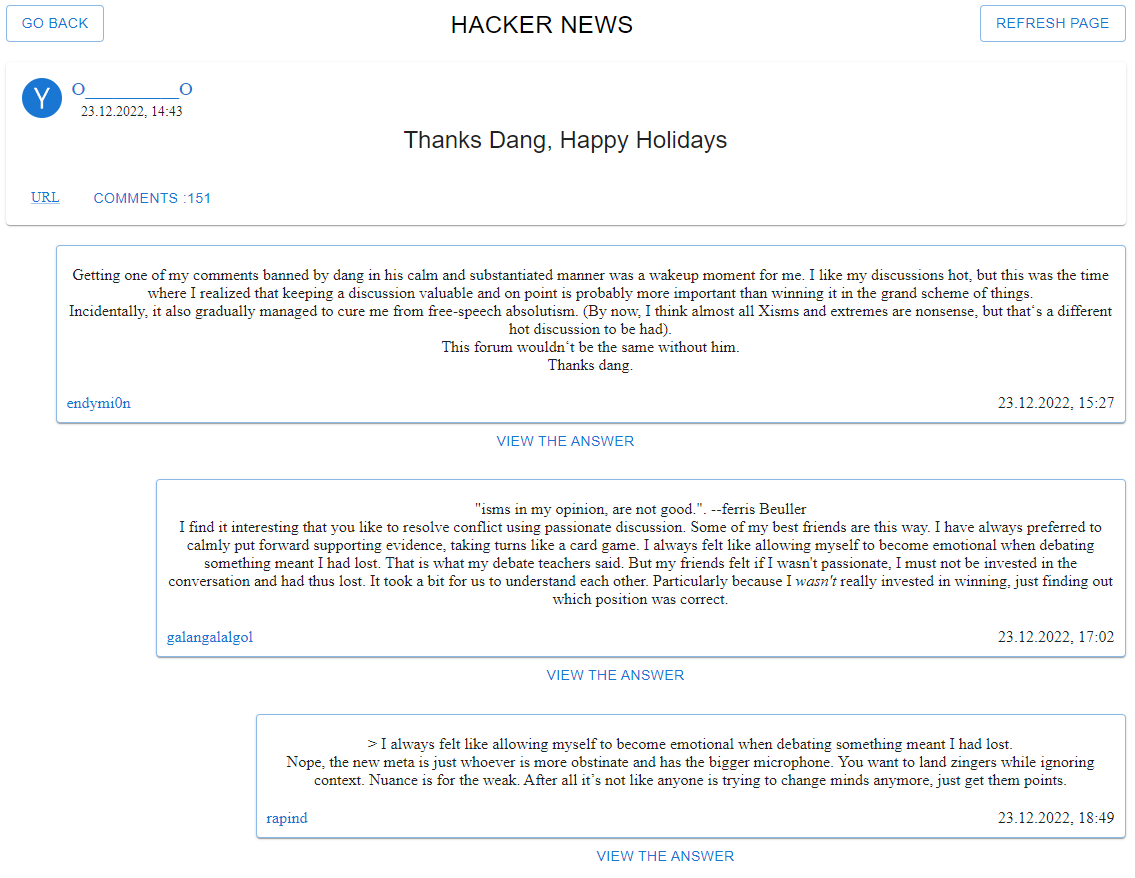 GO BACK
HACKER NEWS
REFRESH PAGE
Y
O___________O
23.12.2022, 14:43
Thanks Dang, Happy Holidays
URL
COMMENTS :151
Getting one of my comments banned by dang in his calm and substantiated manner was a wakeup moment for me. I like my discussions hot, but this was the time
where I realized that keeping a discussion valuable and on point is probably more important than winning it in the grand scheme of things.
Incidentally, it also gradually managed to cure me from free-speech absolutism. (By now, I think almost all Xisms and extremes are nonsense, but that‘s a different
hot discussion to be had).
This forum wouldn‘t be the same without him.
Thanks dang.
endymi0n
23.12.2022, 15:27
VIEW THE ANSWER
"isms in my opinion, are not good.". --ferris Beuller
I find it interesting that you like to resolve conflict using passionate discussion. Some of my best friends are this way. I have always preferred to
calmly put forward supporting evidence, taking turns like a card game. I always felt like allowing myself to become emotional when debating
something meant I had lost. That is what my debate teachers said. But my friends felt if I wasn't passionate, I must not be invested in the
conversation and had thus lost. It took a bit for us to understand each other. Particularly because I wasn't really invested in winning, just finding out
which position was correct.
galangalalgol
23.12.2022, 17:02
VIEW THE ANSWER
> I always felt like allowing myself to become emotional when debating something meant I had lost.
Nope, the new meta is just whoever is more obstinate and has the bigger microphone. You want to land zingers while ignoring
context. Nuance is for the weak. After all it’s not like anyone is trying to change minds anymore, just get them points.
rapind
23.12.2022, 18:49
VIEW THE ANSWER